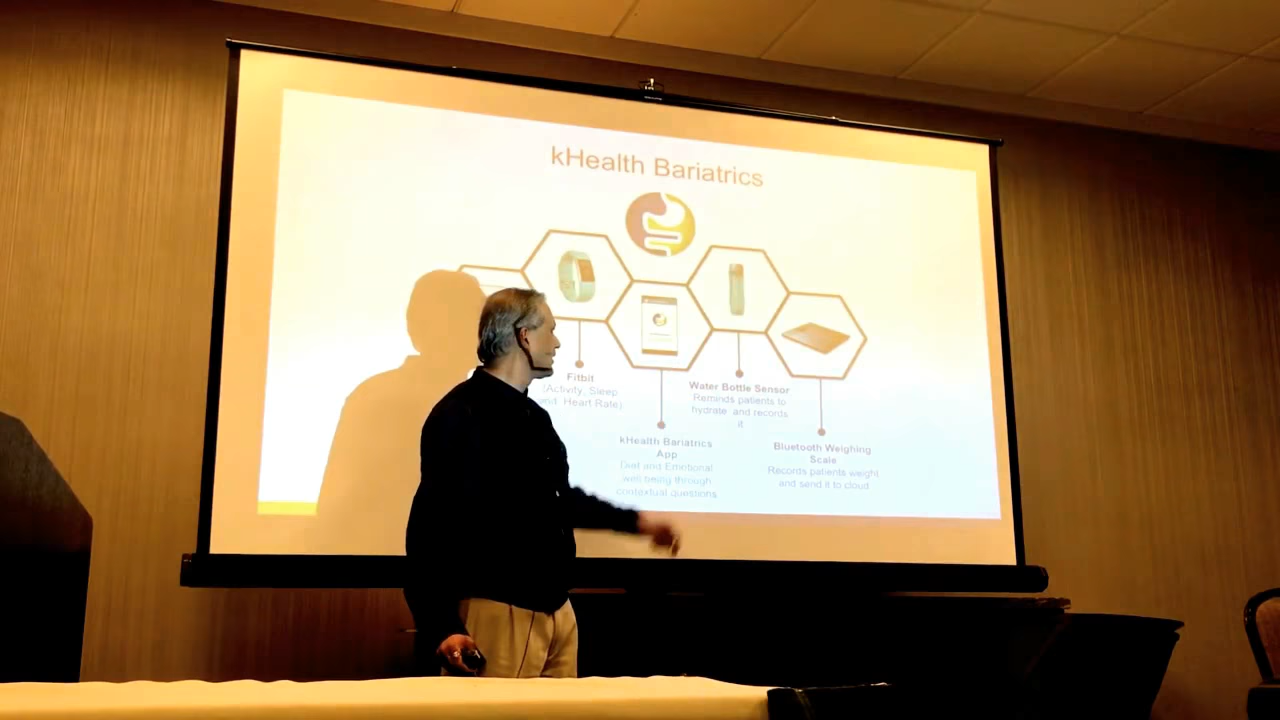 kHealth Bariatrics
Fitbit
(Activity, Sleep
and Heart Rate)
kHealth Bariatrics
App
Diet and Emotional
well being through
contextual questions
Water Bottle Sensor
Reminds patients to
hydrate and records
it
Bluetooth Weighing
Scale
Records patients weight
and send it to cloud